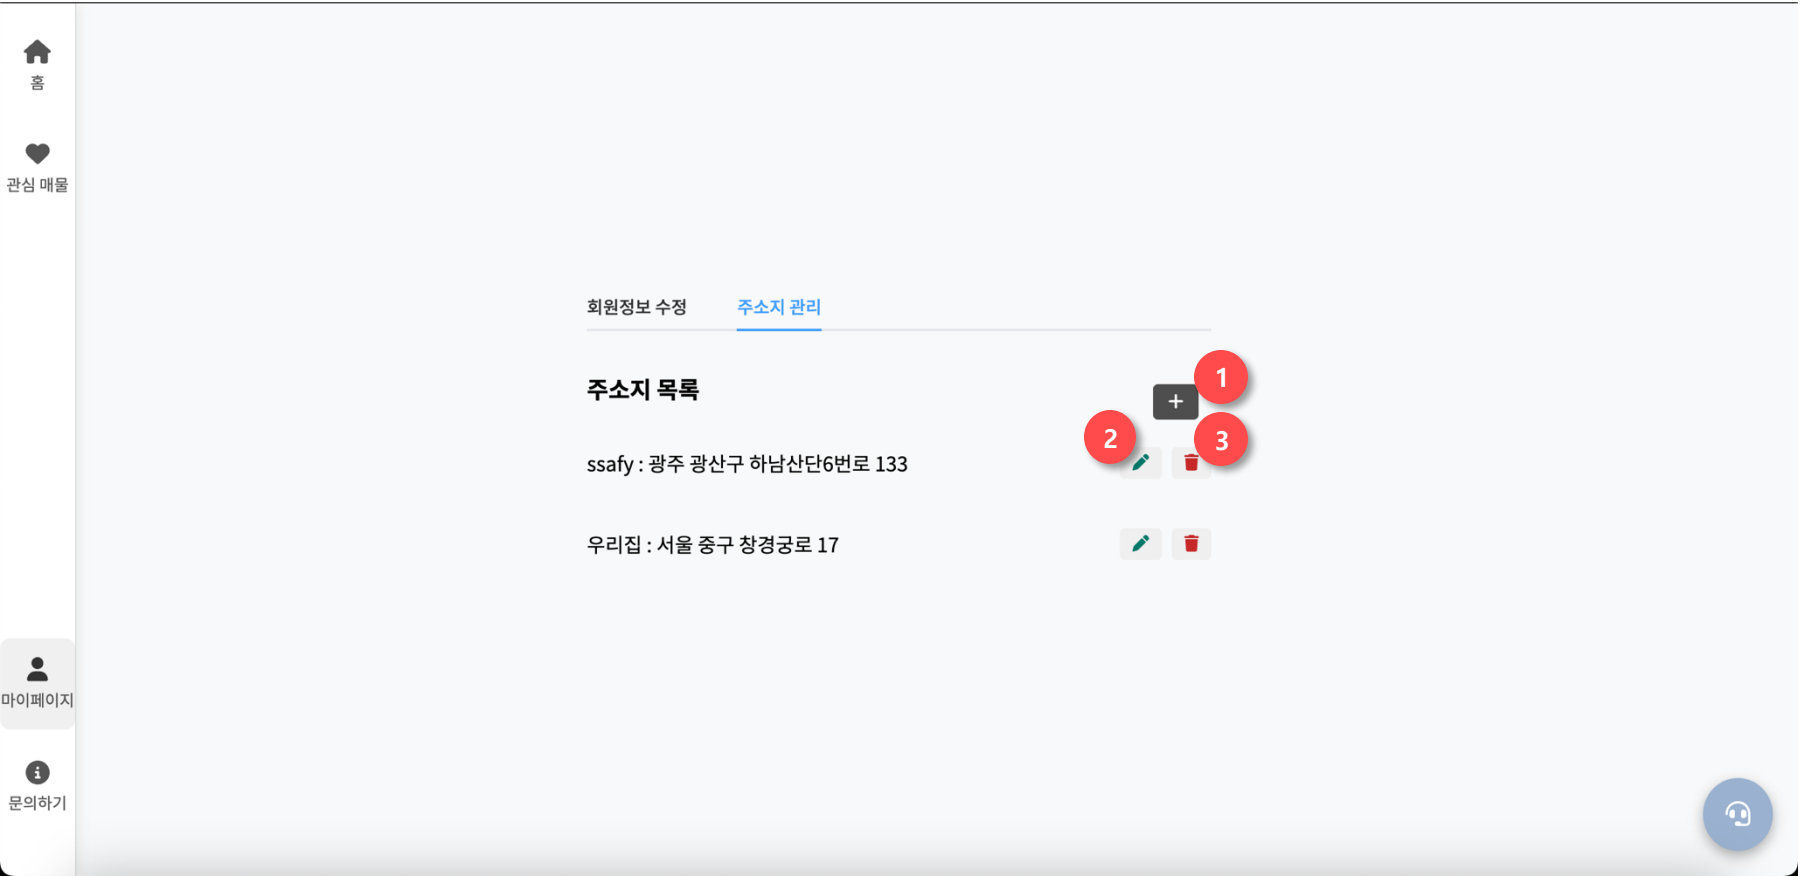 홈
관심 매물
회원정보 수정 주소지 관리
주소지 목록
1
+
2
3
ssafy : 광주 광산구 하남산단6번로 133
우리집 : 서울 중구 창경궁로 17
마이페이지
문의하기